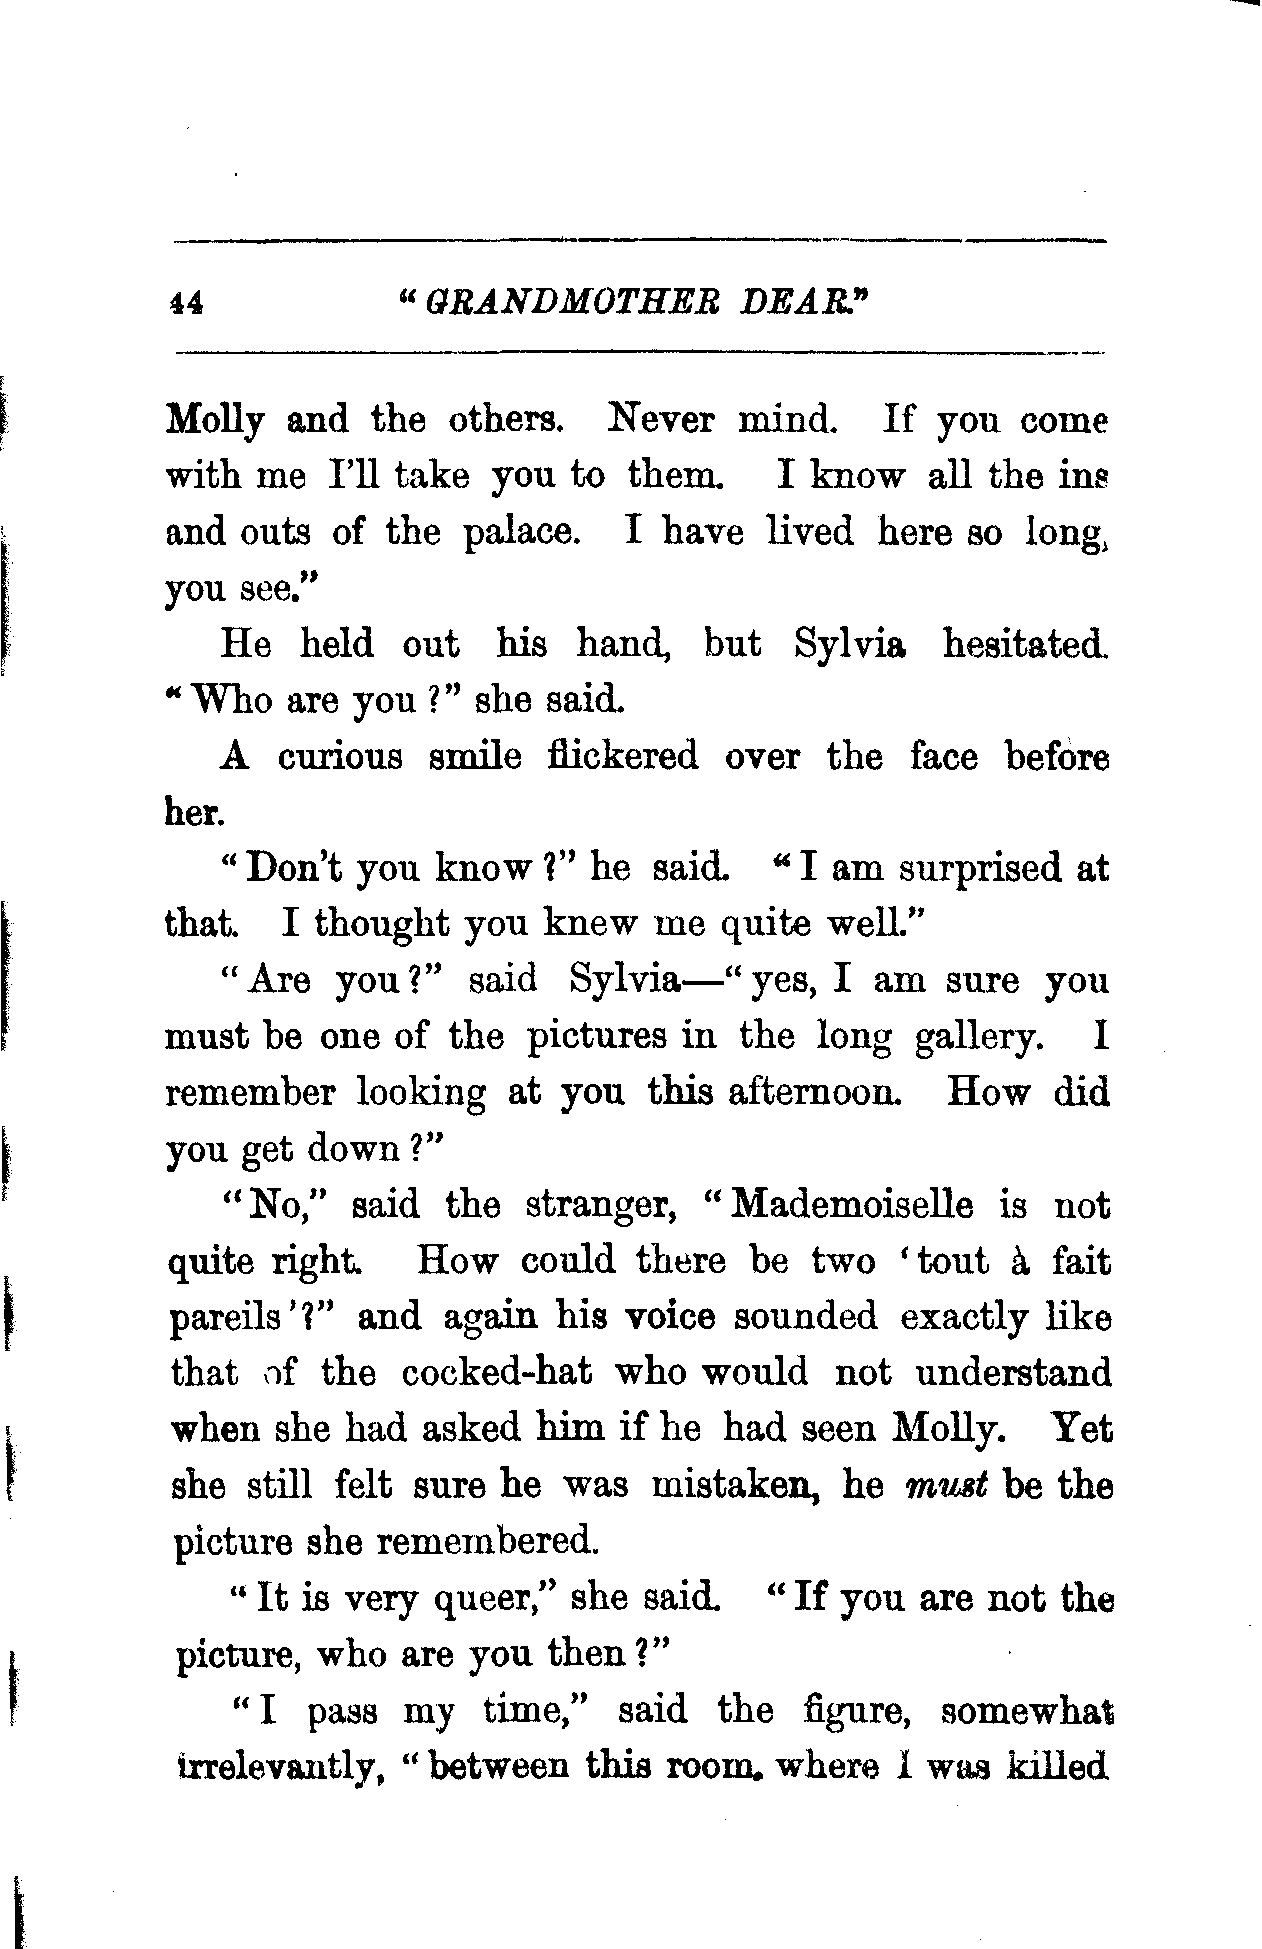 44 "GRANDMOTHER DEAR."
Molly and the others. Never mind. If you come
with me I'll take you to them. I know all the ins
and outs of the palace. I have lived here so long,
you see."
He held out his hand, but Sylvia hesitated.
"Who are you?" she said.
A curious smile flickered over the face before
her.
"Don't you know?" he said. "I am surprised at
that. I thought you knew me quite well."
"Are you?" said Sylvia—"yes, I am sure you
must be one of the pictures in the long gallery. I
remember looking at you this afternoon. How did
you get down?"
"No," said the stranger, "Mademoiselle is not
quite right. How could there be two 'tout à fait
pareils'?" and again his voice sounded exactly like
that of the cocked-hat who would not understand
when she had asked him if he had seen Molly. Yet
she still felt sure he was mistaken, he must be the
picture she remembered.
"It is very queer," she said. "If you are not the
picture, who are you then?"
"I pass my time," said the figure, somewhat
irrelevantly, "between this room, where I was killed